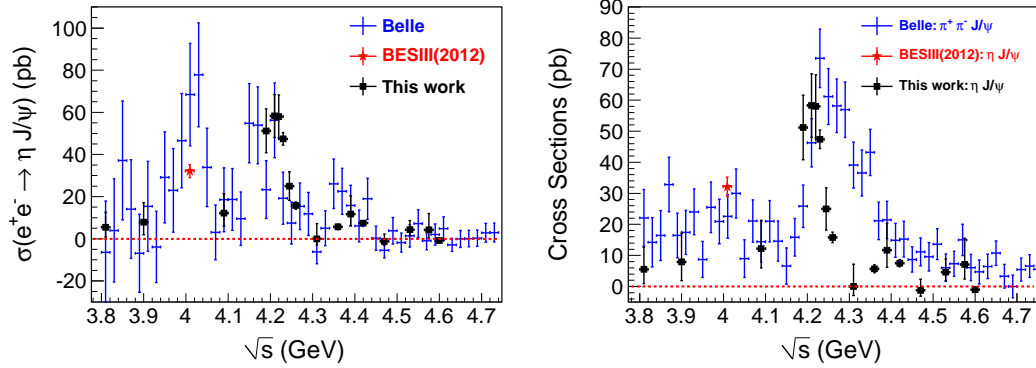 σ(e⁺e⁻ → η J/ψ) (pb)
100
80
60
40
20
0
-20
3.8 3.9 4 4.1 4.2 4.3 4.4 4.5 4.6 4.7
√s (GeV)
Belle
BESIII(2012)
This work
Cross Sections (pb)
90
80
70
60
50
40
30
20
10
0
3.8 3.9 4 4.1 4.2 4.3 4.4 4.5 4.6 4.7
√s (GeV)
Belle: π⁺ π⁻ J/ψ
BESIII(2012): η J/ψ
This work: η J/ψ